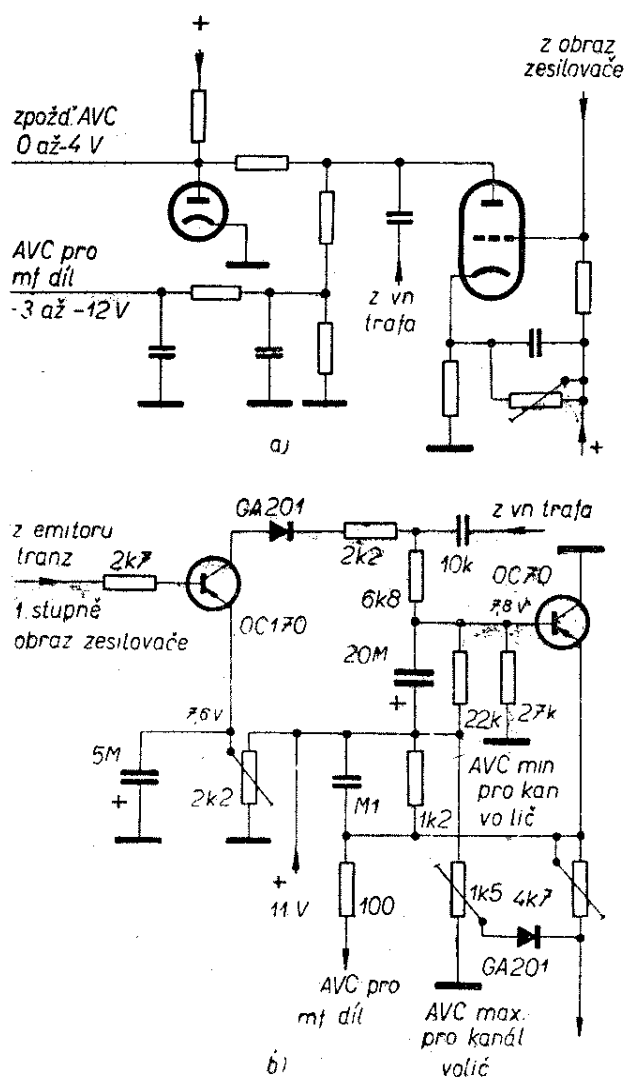 +
z obraz
zesilovače
zpožď. AVC
0 až -4 V
AVC pro
mf díl
-3 až -12 V
z vn
trafa
+
a)
GA201
z vn trafa
z emitoru
tranz
2k7
2k2
10k
OC70
6k8
7,8 V
1. stupně
obraz zesilovače
OC170
20M
+
22k
27k
7,6 V
5M
+
2k2
M1
1k2
AVC min
pro kan
volič
+
11 V
100
1k5
4k7
GA201
AVC pro
mf díl
AVC max.
pro kanál
volič
b)